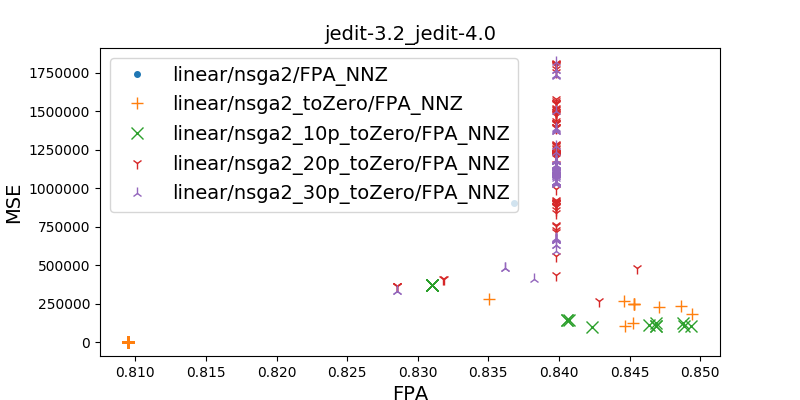 jedit-3.2_jedit-4.0
linear/nsga2/FPA_NNZ
linear/nsga2_toZero/FPA_NNZ
linear/nsga2_10p_toZero/FPA_NNZ
linear/nsga2_20p_toZero/FPA_NNZ
linear/nsga2_30p_toZero/FPA_NNZ
MSE
1750000
1500000
1250000
1000000
750000
500000
250000
0
0.810 0.815 0.820 0.825 0.830 0.835 0.840 0.845 0.850
FPA